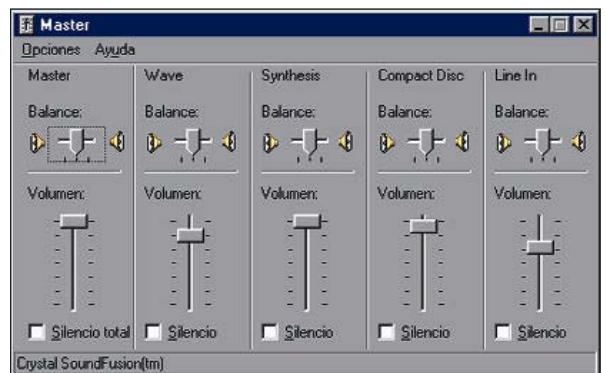 Master
Opciones Ayuda
Master Wave Synthesis Compact Disc Line In
Balance: Balance: Balance: Balance: Balance:
Volumen: Volumen: Volumen: Volumen: Volumen:
Silencio total Silencio Silencio Silencio Silencio
Crystal SoundFusion(tm)